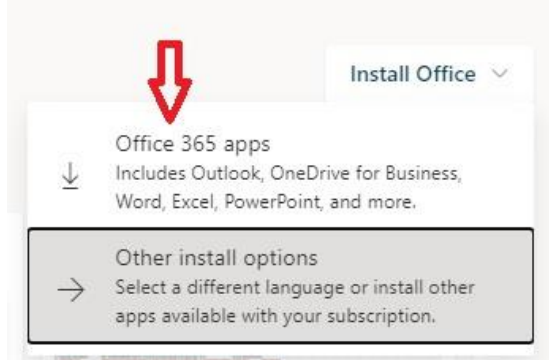 Install Office
Office 365 apps
Includes Outlook, OneDrive for Business,
Word, Excel, PowerPoint, and more.
Other install options
Select a different language or install other
apps available with your subscription.